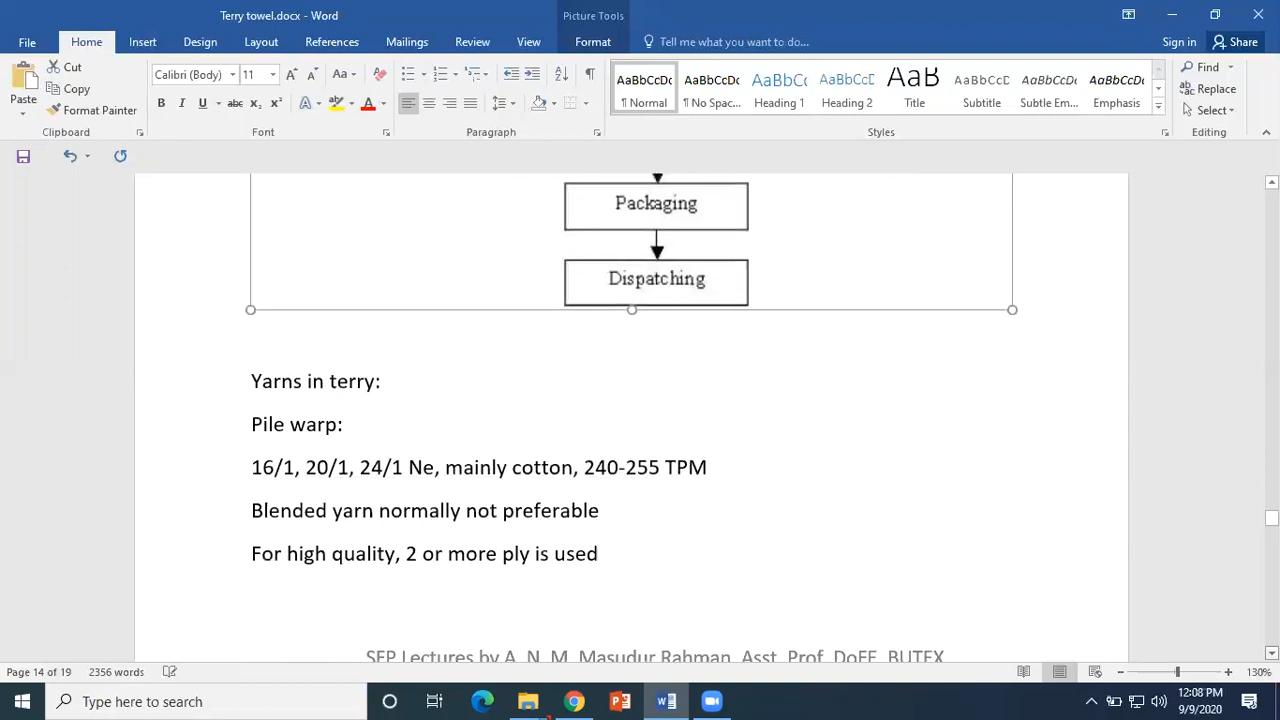 Terry towel.docx - Word
Picture Tools
File Home Insert Design Layout References Mailings Review View Format Tell me what you want to do... Sign in Share
Paste
Cut
Copy
Format Painter
Calibri (Body) 11
AaBbCcDc AaBbCcDc AaBbCc AaBbCcD AaB AaBbCcD AaBbCcDc AaBbCcDc
¶ Normal ¶ No Spac... Heading Heading 2 Title Subtitle Subtle Em... Emphasis
Find
Replace
Select
Clipboard Font Paragraph Styles Editing
Packaging
Dispatching
Yarns in terry:
Pile warp:
16/1, 20/1, 24/1 Ne, mainly cotton, 240-255 TPM
Blended yarn normally not preferable
For high quality, 2 or more ply is used
SFP Lectures by A. N. M. Masudur Rahman, Asst. Prof. DoFE, BUTEX
Page 14 of 19 2356 words 130%
Type here to search
12:08 PM
9/9/2020